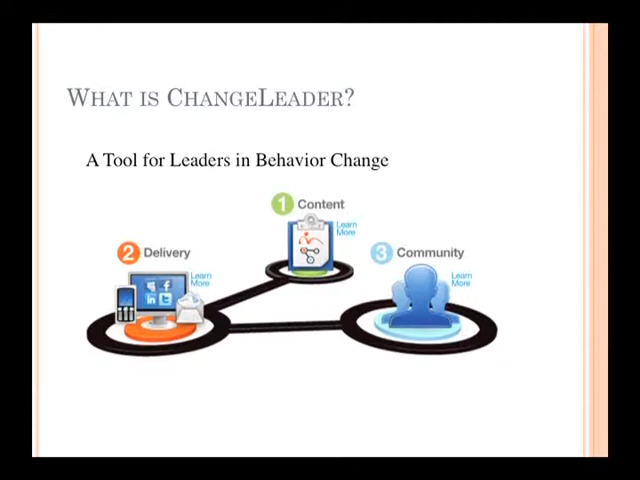 WHAT IS CHANGELEADER?
A Tool for Leaders in Behavior Change
1 Content
Learn
More
2 Delivery
Learn
More
3 Community
Learn
More
f
in
t